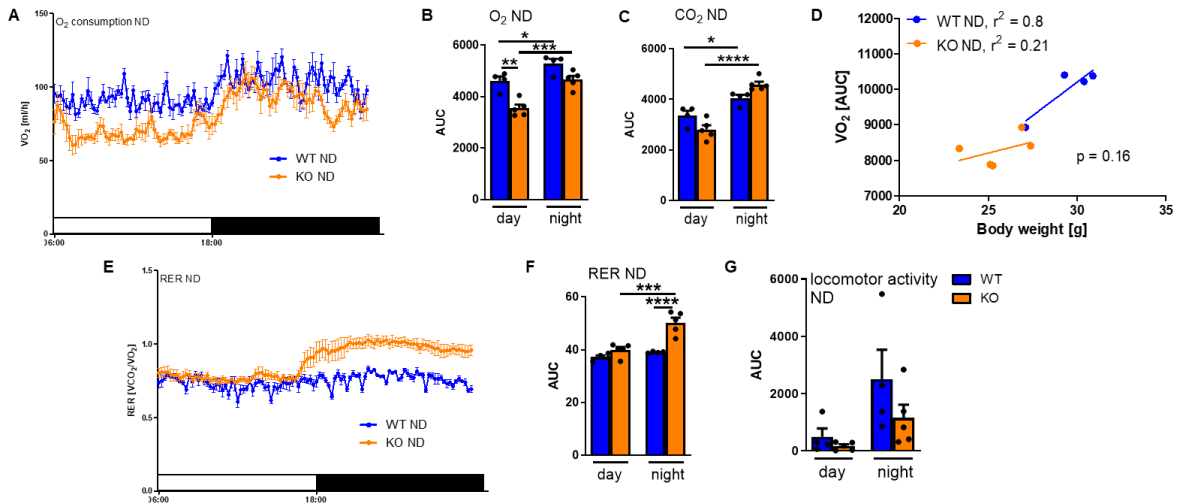 A
O2 consumption ND
VO2 [ml/h]
150
100
50
0
WT ND
KO ND
06:00
18:00
B
O2 ND
AUC
6000
4000
2000
0
*
***
**
day
night
C
CO2 ND
AUC
6000
4000
2000
0
*
****
day
night
D
WT ND, r2 = 0.8
KO ND, r2 = 0.21
VO2 [AUC]
12000
11000
10000
9000
8000
7000
p = 0.16
20
25
30
35
Body weight [g]
E
RER ND
RER [VCO2/VO2]
1.5
1.0
0.5
0.0
WT ND
KO ND
06:00
18:00
F
RER ND
AUC
60
40
20
0
***
****
day
night
G
locomotor activity
ND
AUC
6000
4000
2000
0
day
night
WT
KO